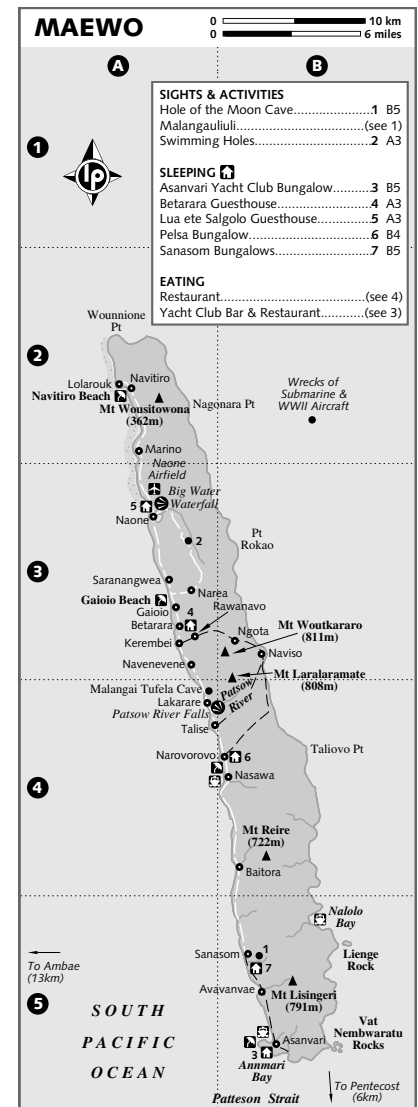 MAEWO
0 10 km
0 6 miles
A
B
SIGHTS & ACTIVITIES
Hole of the Moon Cave....................1 B5
Malangauliuli...........................(see 1)
Swimming Holes.........................2 A3
SLEEPING
Asanvari Yacht Club Bungalow.........3 B5
Betarara Guesthouse.....................4 A3
Lua ete Salgolo Guesthouse............5 A3
Pelsa Bungalow..........................6 B4
Sanasom Bungalows.....................7 B5
EATING
Restaurant..............................(see 4)
Yacht Club Bar & Restaurant............(see 3)
1
lp
Wounnione
Pt
2
Lolarouk
Navitiro
Navitiro Beach
Mt Wousitowona
(362m)
Nagonara Pt
Wrecks of
Submarine &
WWII Aircraft
Marino
Naone
Airfield
Big Water
Waterfall
5
Naone
2
Pt
Rokao
3
Saranangwea
Narea
Gaioio Beach
Gaioio
4
Rawanavo
Betarara
Kerembei
Ngota
Mt Woutkararo
(811m)
Navenevene
Naviso
Mt Laralaramate
(808m)
Malangai Tufela Cave
Patsow
River
Lakarare
Patsow River Falls
Talise
Taliovo Pt
Narovorovo
6
Nasawa
4
Mt Reire
(722m)
Baitora
Nalolo
Bay
Sanasom
1
7
Lienge
Rock
To Ambae
(13km)
Avavanvae
Mt Lisingeri
(791m)
5
SOUTH
PACIFIC
OCEAN
Asanvari
Vat
Nembwaratu
Rocks
3
Annmari
Bay
To Pentecost
(6km)
Patteson Strait